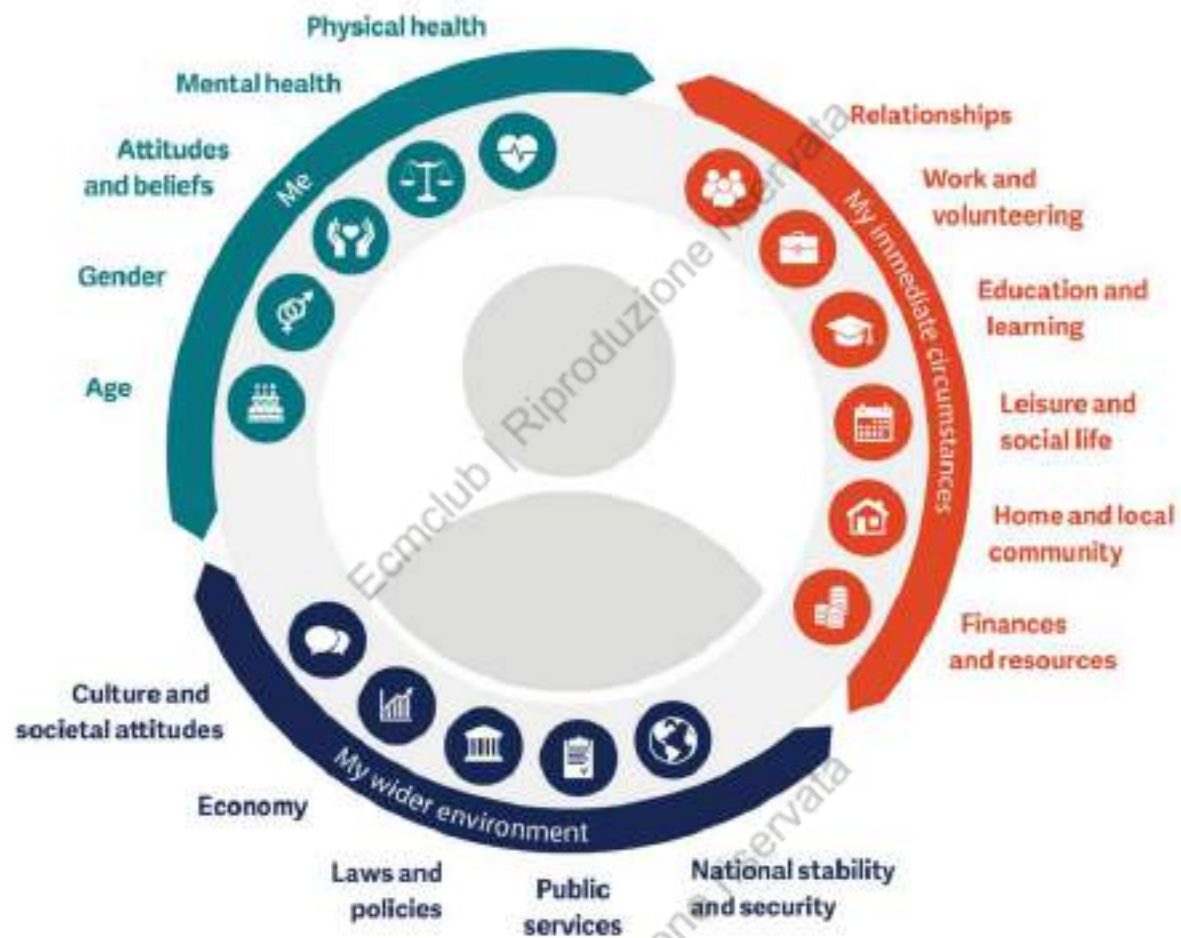 Physical health
Mental health
Attitudes
and beliefs
Gender
Age
Me
Relationships
Work and
volunteering
Education and
learning
Leisure and
social life
Home and local
community
Finances
and resources
My immediate circumstances
Culture and
societal attitudes
Economy
Laws and
policies
Public
services
National stability
and security
My wider environment
Ecmclub | Riproduzione riservata
one riservata